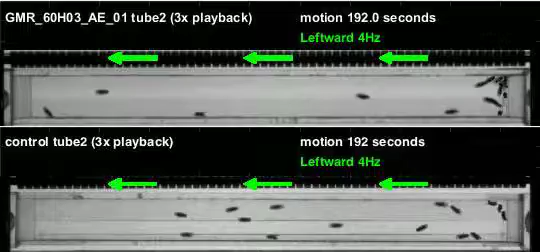 GMR_60H03_AE_01 tube2 (3x playback) motion 192.0 seconds
Leftward 4Hz
control tube2 (3x playback) motion 192 seconds
Leftward 4Hz